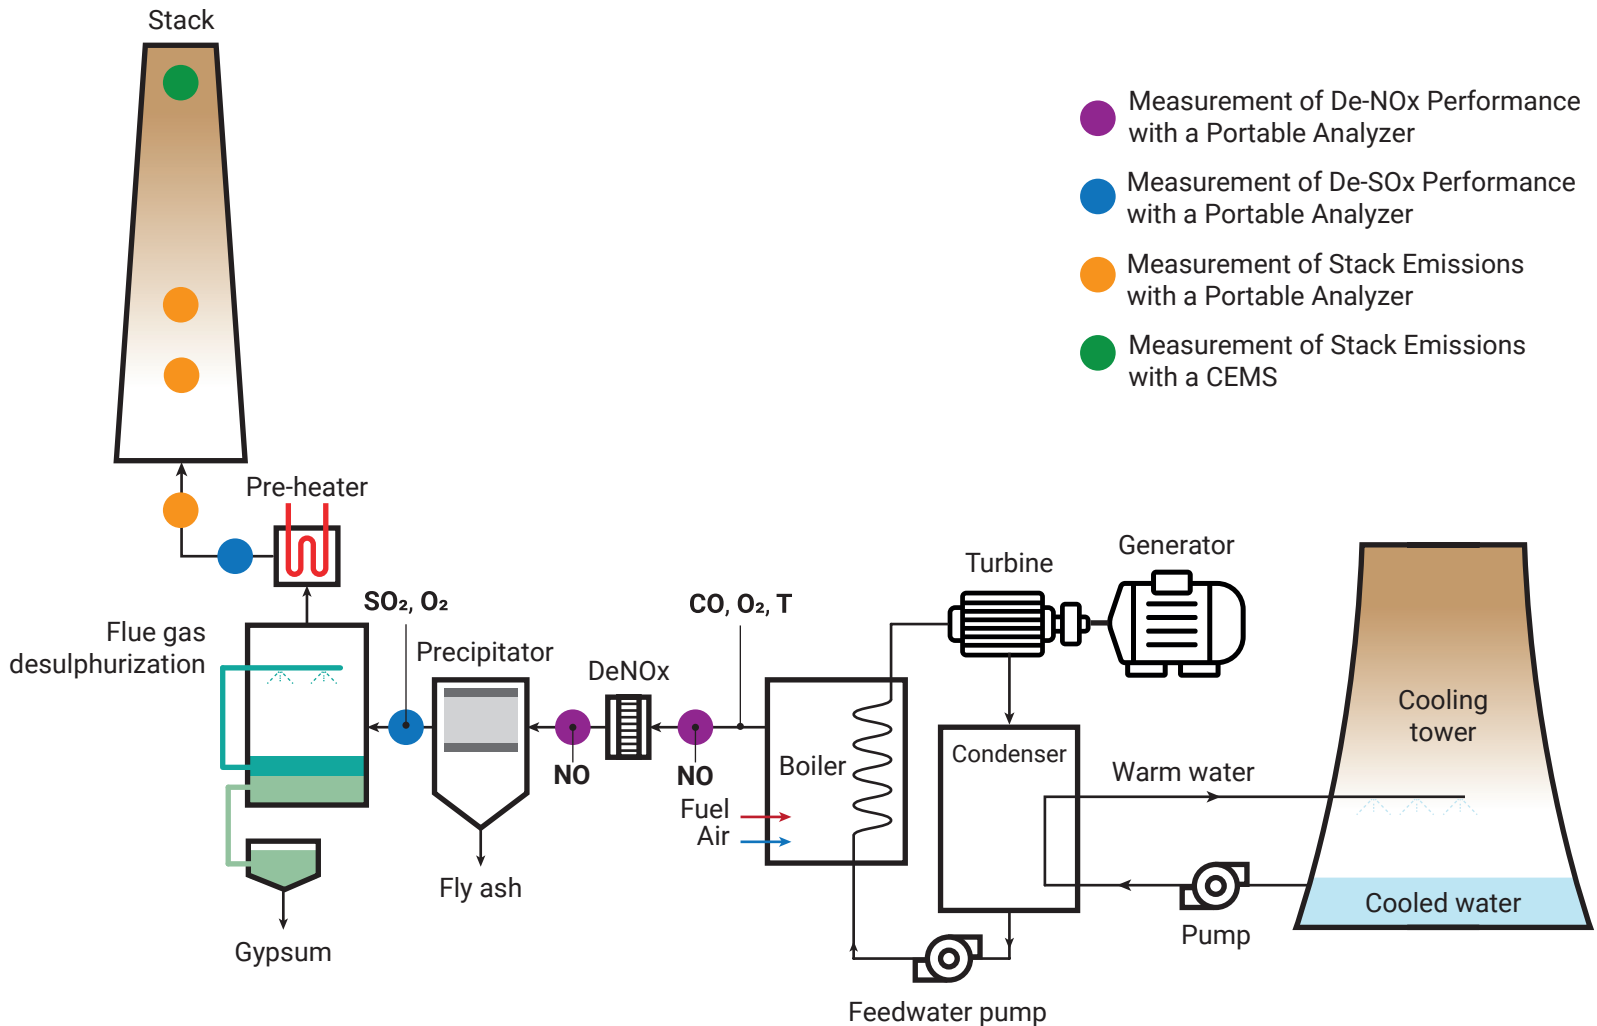 Stack
Measurement of De-NOx Performance
with a Portable Analyzer
Measurement of De-SOx Performance
with a Portable Analyzer
Measurement of Stack Emissions
with a Portable Analyzer
Measurement of Stack Emissions
with a CEMS
Pre-heater
Flue gas
desulphurization
SO₂, O₂
Precipitator
DeNOx
CO, O₂, T
Turbine
Generator
NO
NO
Boiler
Fuel
Air
Condenser
Warm water
Cooling
tower
Cooled water
Pump
Fly ash
Gypsum
Feedwater pump